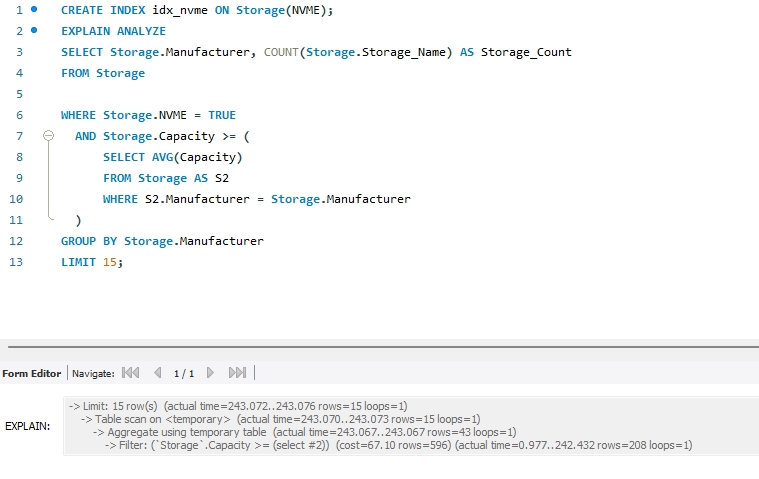 1 CREATE INDEX idx_nvme ON Storage(NVME);
2 EXPLAIN ANALYZE
3 SELECT Storage.Manufacturer, COUNT(Storage.Storage_Name) AS Storage_Count
4 FROM Storage
5
6 WHERE Storage.NVME = TRUE
7 AND Storage.Capacity >= (
8 SELECT AVG(Capacity)
9 FROM Storage AS S2
10 WHERE S2.Manufacturer = Storage.Manufacturer
11 )
12 GROUP BY Storage.Manufacturer
13 LIMIT 15;
Form Editor Navigate: 1 / 1
EXPLAIN:
-> Limit: 15 row(s) (actual time=243.072..243.076 rows=15 loops=1)
-> Table scan on <temporary> (actual time=243.070..243.073 rows=15 loops=1)
-> Aggregate using temporary table (actual time=243.067..243.067 rows=43 loops=1)
-> Filter: (`Storage`.Capacity >= (select #2)) (cost=67.10 rows=596) (actual time=0.977..242.432 rows=208 loops=1)